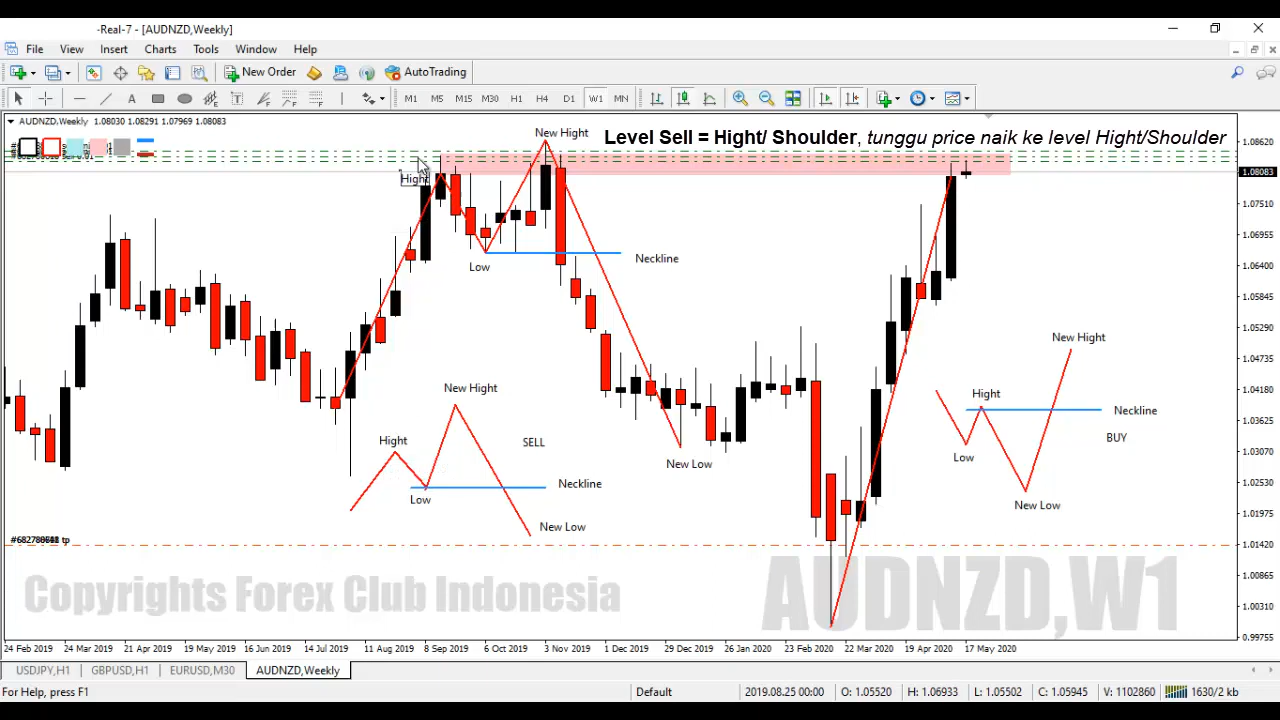 -Real-7 - [AUDNZD,Weekly]
File View Insert Charts Tools Window Help
New Order AutoTrading
A T M1 M5 M15 M30 H1 H4 D1 W1 MN
AUDNZD,Weekly 1.08030 1.08291 1.07969 1.08083
New Hight
Level Sell = Hight/ Shoulder, tunggu price naik ke level Hight/Shoulder
Hight
Low
Neckline
New Hight
Hight
SELL
Neckline
Low
New Low
New Low
New Hight
Hight
Neckline
BUY
Low
New Low
tp
1.08620
1.08083
1.07510
1.06955
1.06400
1.05845
1.05290
1.04735
1.04180
1.03625
1.03070
1.02530
1.01975
1.01420
1.00865
1.00310
0.99755
Copyrights Forex Club Indonesia
AUDNZD,W1
24 Feb 2019 24 Mar 2019 21 Apr 2019 19 May 2019 16 Jun 2019 14 Jul 2019 11 Aug 2019 8 Sep 2019 6 Oct 2019 3 Nov 2019 1 Dec 2019 29 Dec 2019 26 Jan 2020 23 Feb 2020 22 Mar 2020 19 Apr 2020 17 May 2020
USDJPY,H1 GBPUSD,H1 EURUSD,M30 AUDNZD,Weekly
For Help, press F1 Default 2019.08.25 00:00 O: 1.05520 H: 1.06933 L: 1.05502 C: 1.05945 V: 1102860 1630/2 kb